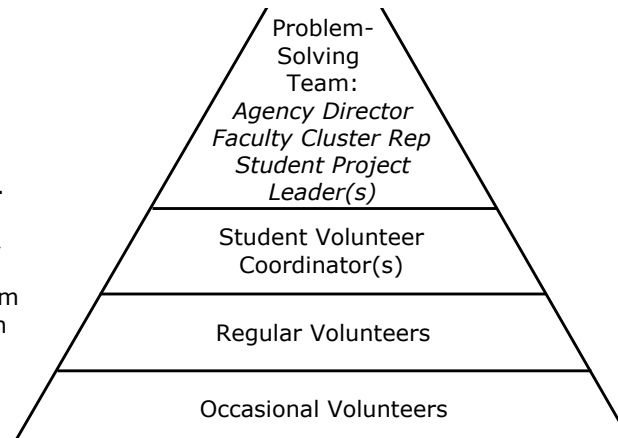 Problem-
Solving
Team:
Agency Director
Faculty Cluster Rep
Student Project
Leader(s)
Student Volunteer
Coordinator(s)
Regular Volunteers
Occasional Volunteers